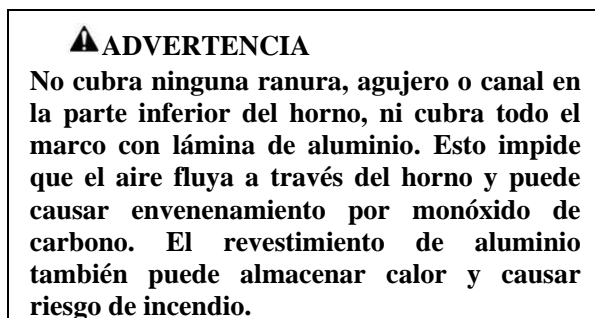 ADVERTENCIA
No cubra ninguna ranura, agujero o canal en
la parte inferior del horno, ni cubra todo el
marco con lámina de aluminio. Esto impide
que el aire fluya a través del horno y puede
causar envenenamiento por monóxido de
carbono. El revestimiento de aluminio
también puede almacenar calor y causar
riesgo de incendio.